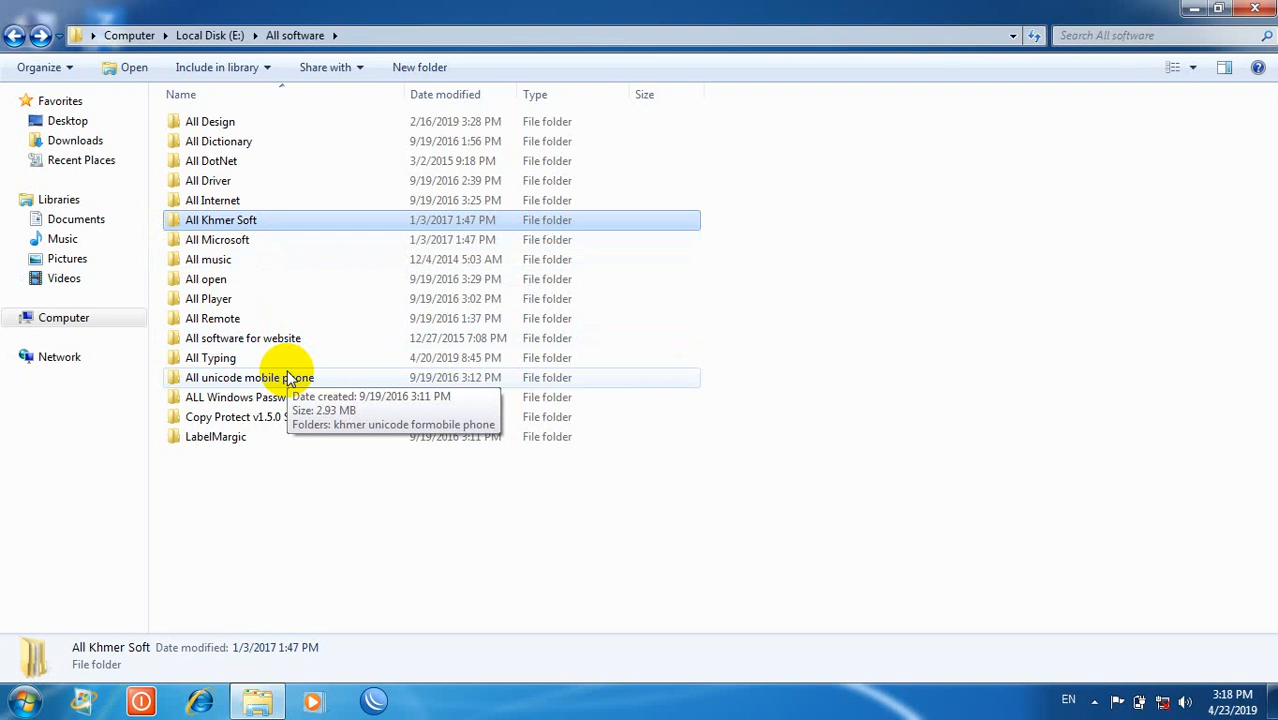 Computer Local Disk (E:) All software
Search All software
Organize Open Include in library Share with New folder
Name Date modified Type Size
Favorites
Desktop
Downloads
Recent Places
Libraries
Documents
Music
Pictures
Videos
Computer
Network
All Design 2/16/2019 3:28 PM File folder
All Dictionary 9/19/2016 1:56 PM File folder
All DotNet 3/2/2015 9:18 PM File folder
All Driver 9/19/2016 2:39 PM File folder
All Internet 9/19/2016 3:25 PM File folder
All Khmer Soft 1/3/2017 1:47 PM File folder
All Microsoft 1/3/2017 1:47 PM File folder
All music 12/4/2014 5:03 AM File folder
All open 9/19/2016 3:29 PM File folder
All Player 9/19/2016 3:02 PM File folder
All Remote 9/19/2016 1:37 PM File folder
All software for website 12/27/2015 7:08 PM File folder
All Typing 4/20/2019 8:45 PM File folder
All unicode mobile phone 9/19/2016 3:12 PM File folder
ALL Windows File folder
Copy Protect v1.5.0 File folder
LabelMargic 9/19/2016 3:11 PM File folder
Date created: 9/19/2016 3:11 PM
Size: 2.93 MB
Folders: khmer unicode formobile phone
All Khmer Soft Date modified: 1/3/2017 1:47 PM
File folder
EN
3:18 PM
4/23/2019